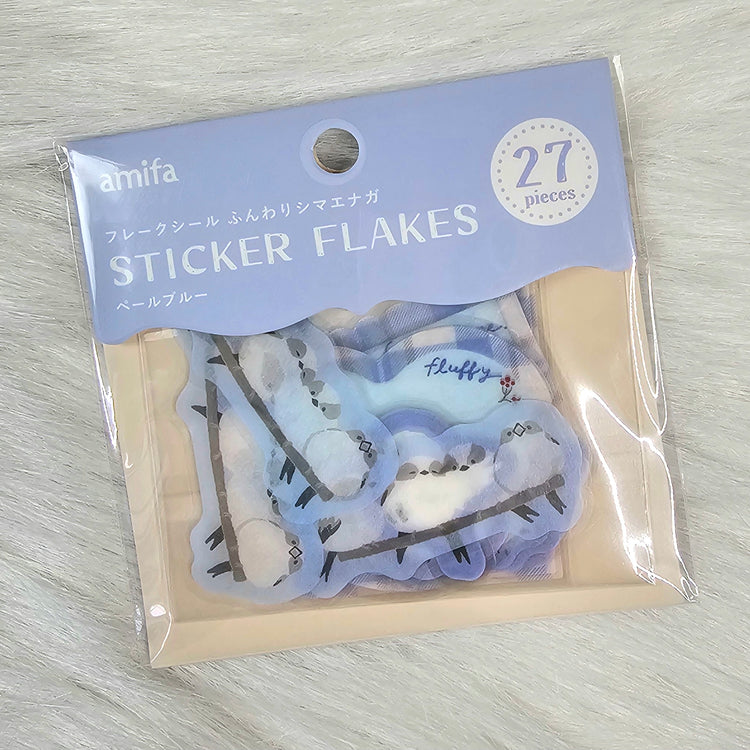 amifa
27
pieces
フレークシール ふんわりシマエナガ
STICKER FLAKES
ペールブルー
fluffy